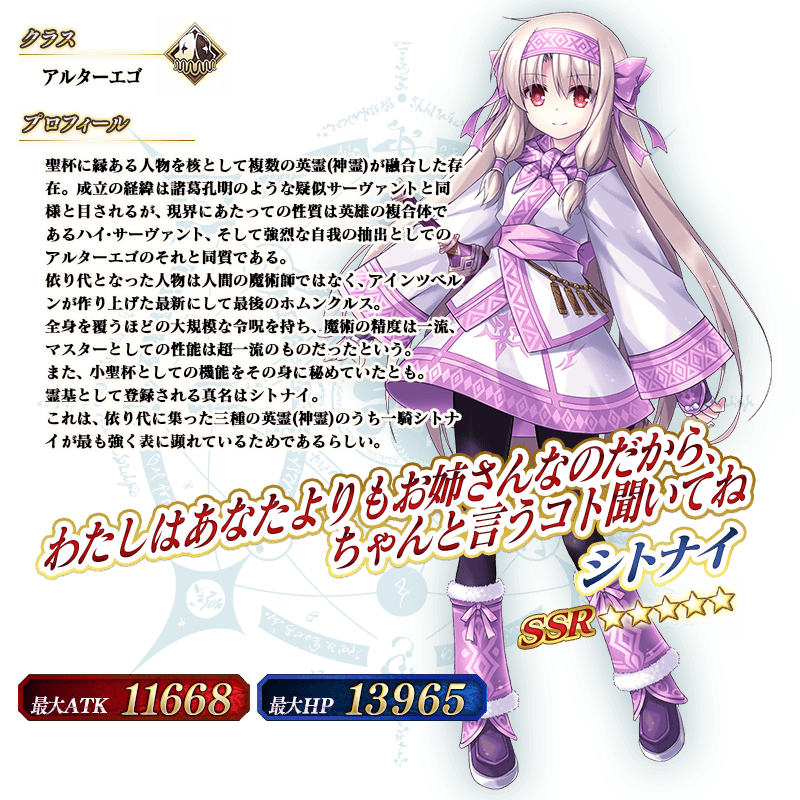 クラス
アルターエゴ
プロフィール
聖杯に縁ある人物を核として複数の英霊(神霊)が融合した存
在。成立の経緯は諸葛孔明のような疑似サーヴァントと同
様と目されるが、現界にあたっての性質は英雄の複合体で
あるハイ・サーヴァント、そして強烈な自我の抽出としての
アルターエゴのそれと同質である。
依り代となった人物は人間の魔術師ではなく、アインツベル
ンが作り上げた最新にして最後のホムンクルス。
全身を覆うほどの大規模な令呪を持ち、魔術の精度は一流、
マスターとしての性能は超一流のものだったという。
また、小聖杯としての機能をその身に秘めていたとも。
霊基として登録される真名はシトナイ。
これは、依り代に集った三種の英霊(神霊)のうち一騎シトナ
イが最も強く表に顕れているためであるらしい。
わたしはあなたよりもお姉さんなのだから、
ちゃんと言うコト聞いてね
シトナイ
SSR ☆☆☆☆☆
最大ATK 11668 最大HP 13965